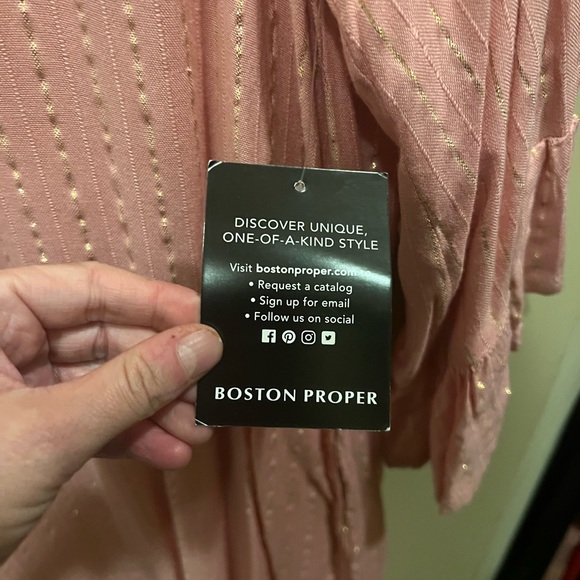 DISCOVER UNIQUE,
ONE-OF-A-KIND STYLE
Visit bostonproper.com to
• Request a catalog
• Sign up for email
• Follow us on social
BOSTON PROPER